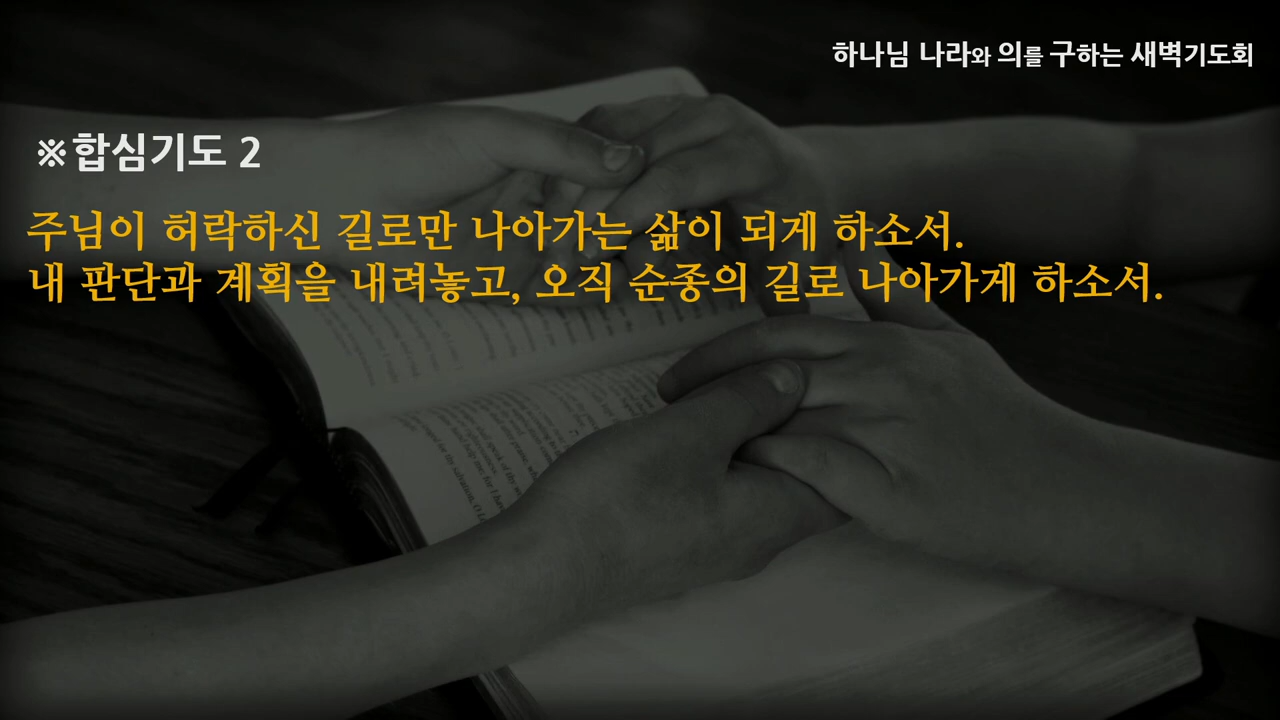 하나님 나라와 의를 구하는 새벽기도회
※합심기도 2
주님이 허락하신 길로만 나아가는 삶이 되게 하소서.
내 판단과 계획을 내려놓고, 오직 순종의 길로 나아가게 하소서.